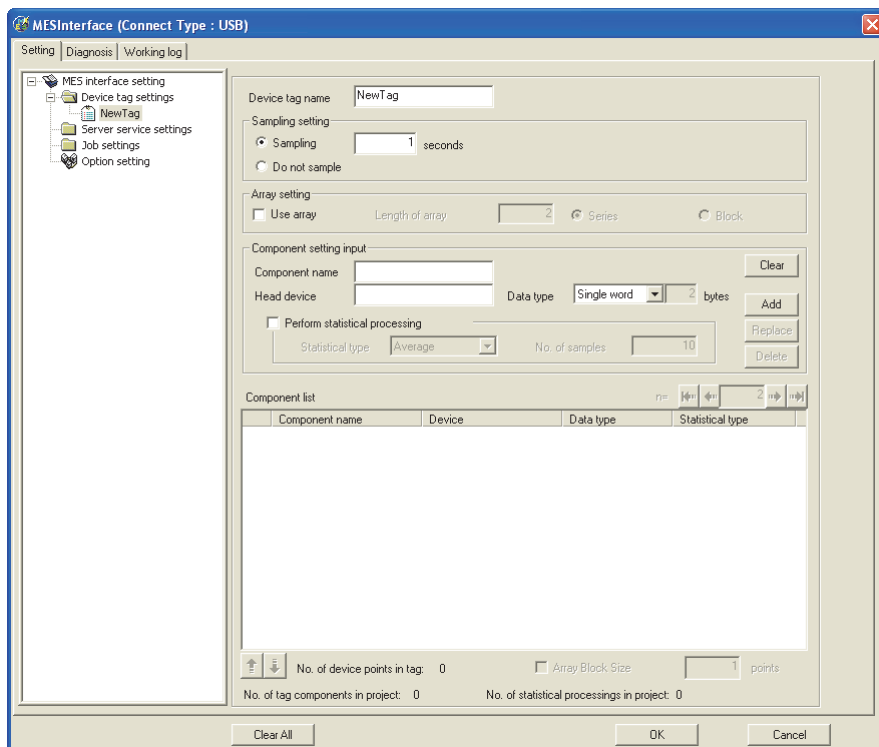 MESInterface (Connect Type : USB)
Setting Diagnosis Working log
MES interface setting
Device tag settings
NewTag
Server service settings
Job settings
Option setting
Device tag name NewTag
Sampling setting
Sampling 1 seconds
Do not sample
Array setting
Use array Length of array 2 Series Block
Component setting input
Component name
Clear
Head device Data type Single word 2 bytes
Add
Perform statistical processing
Replace
Statistical type Average No. of samples 10
Delete
Component list n= 2
Component name Device Data type Statistical type
No. of device points in tag: 0 Array Block Size 1 points
No. of tag components in project: 0 No. of statistical processings in project: 0
Clear All OK Cancel